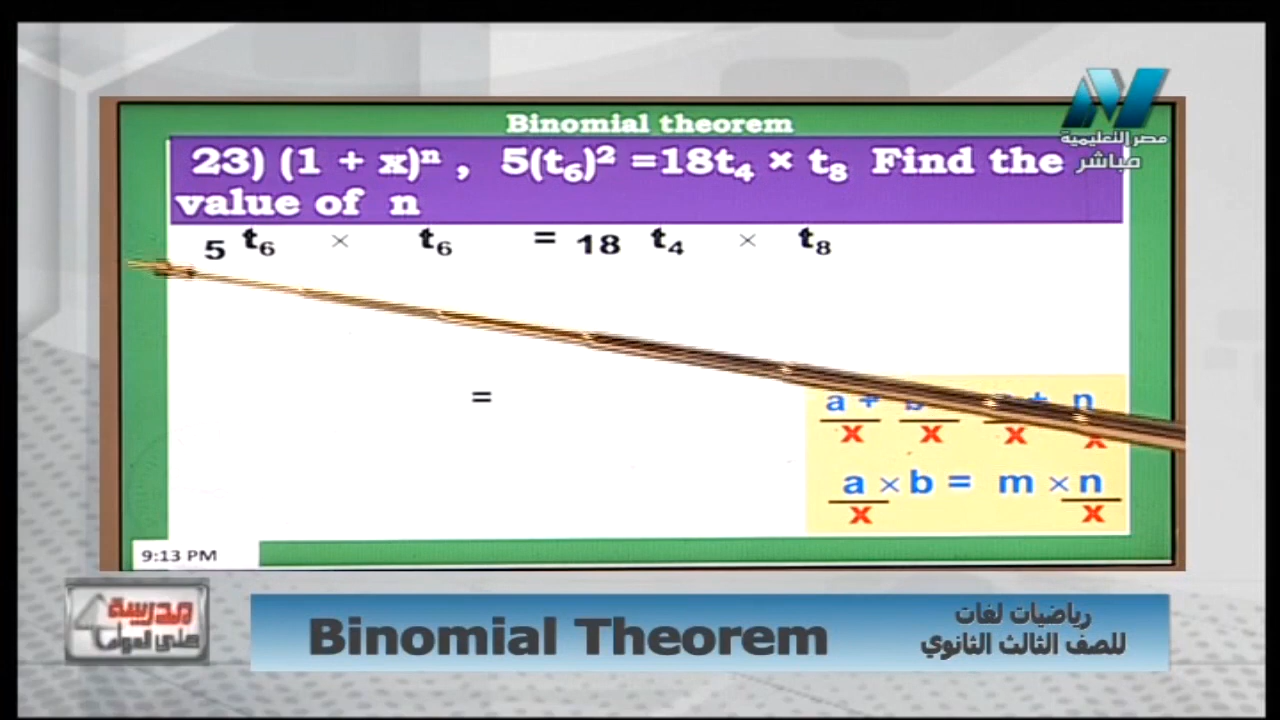 Binomial theorem
مصر التعليمية
مباشر
23) (1 + x)ⁿ , 5(t₆)² =18t₄ × t₈ Find the
value of n
5 t₆ × t₆ = 18 t₄ × t₈
=
a + n
x x x x
a × b = m × n
x x
9:13 PM
مدرسة
على الهواء
Binomial Theorem
رياضيات لغات
للصف الثالث الثانوي